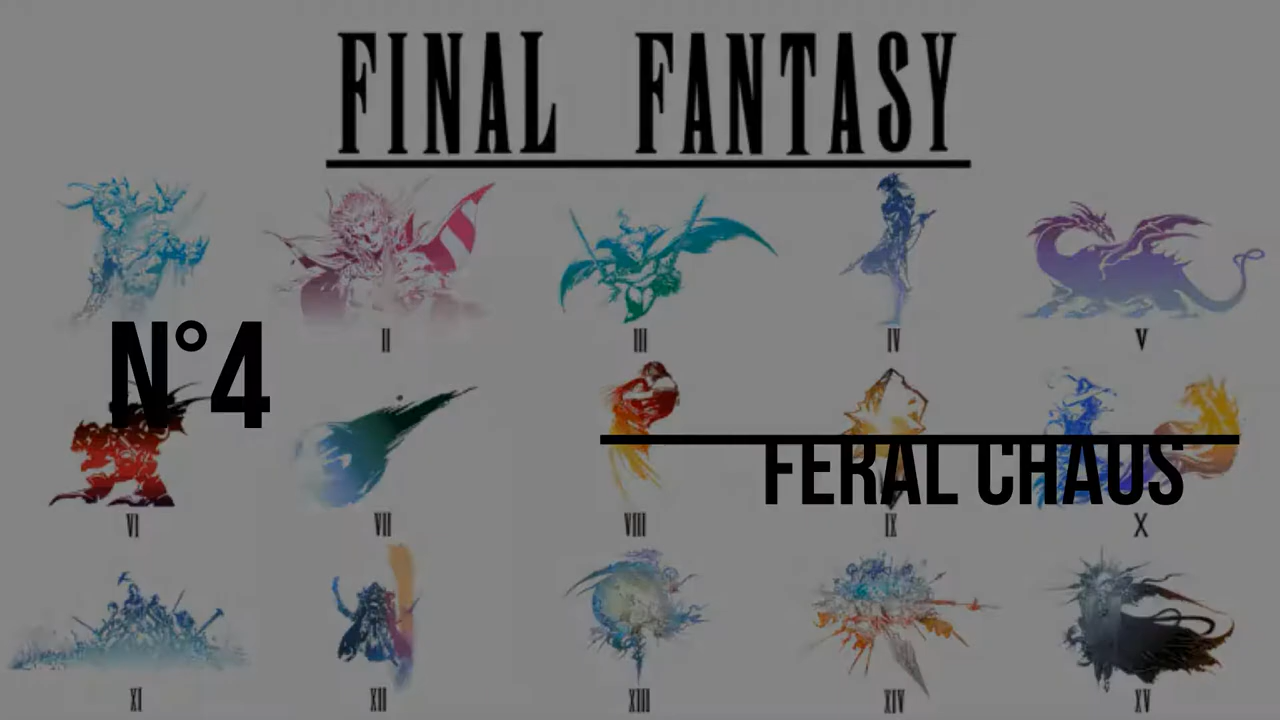 FINAL FANTASY
II III IV V
N°4
FERAL CHAUS
VI VII VIII IX X
XI XII XIII XIV XV